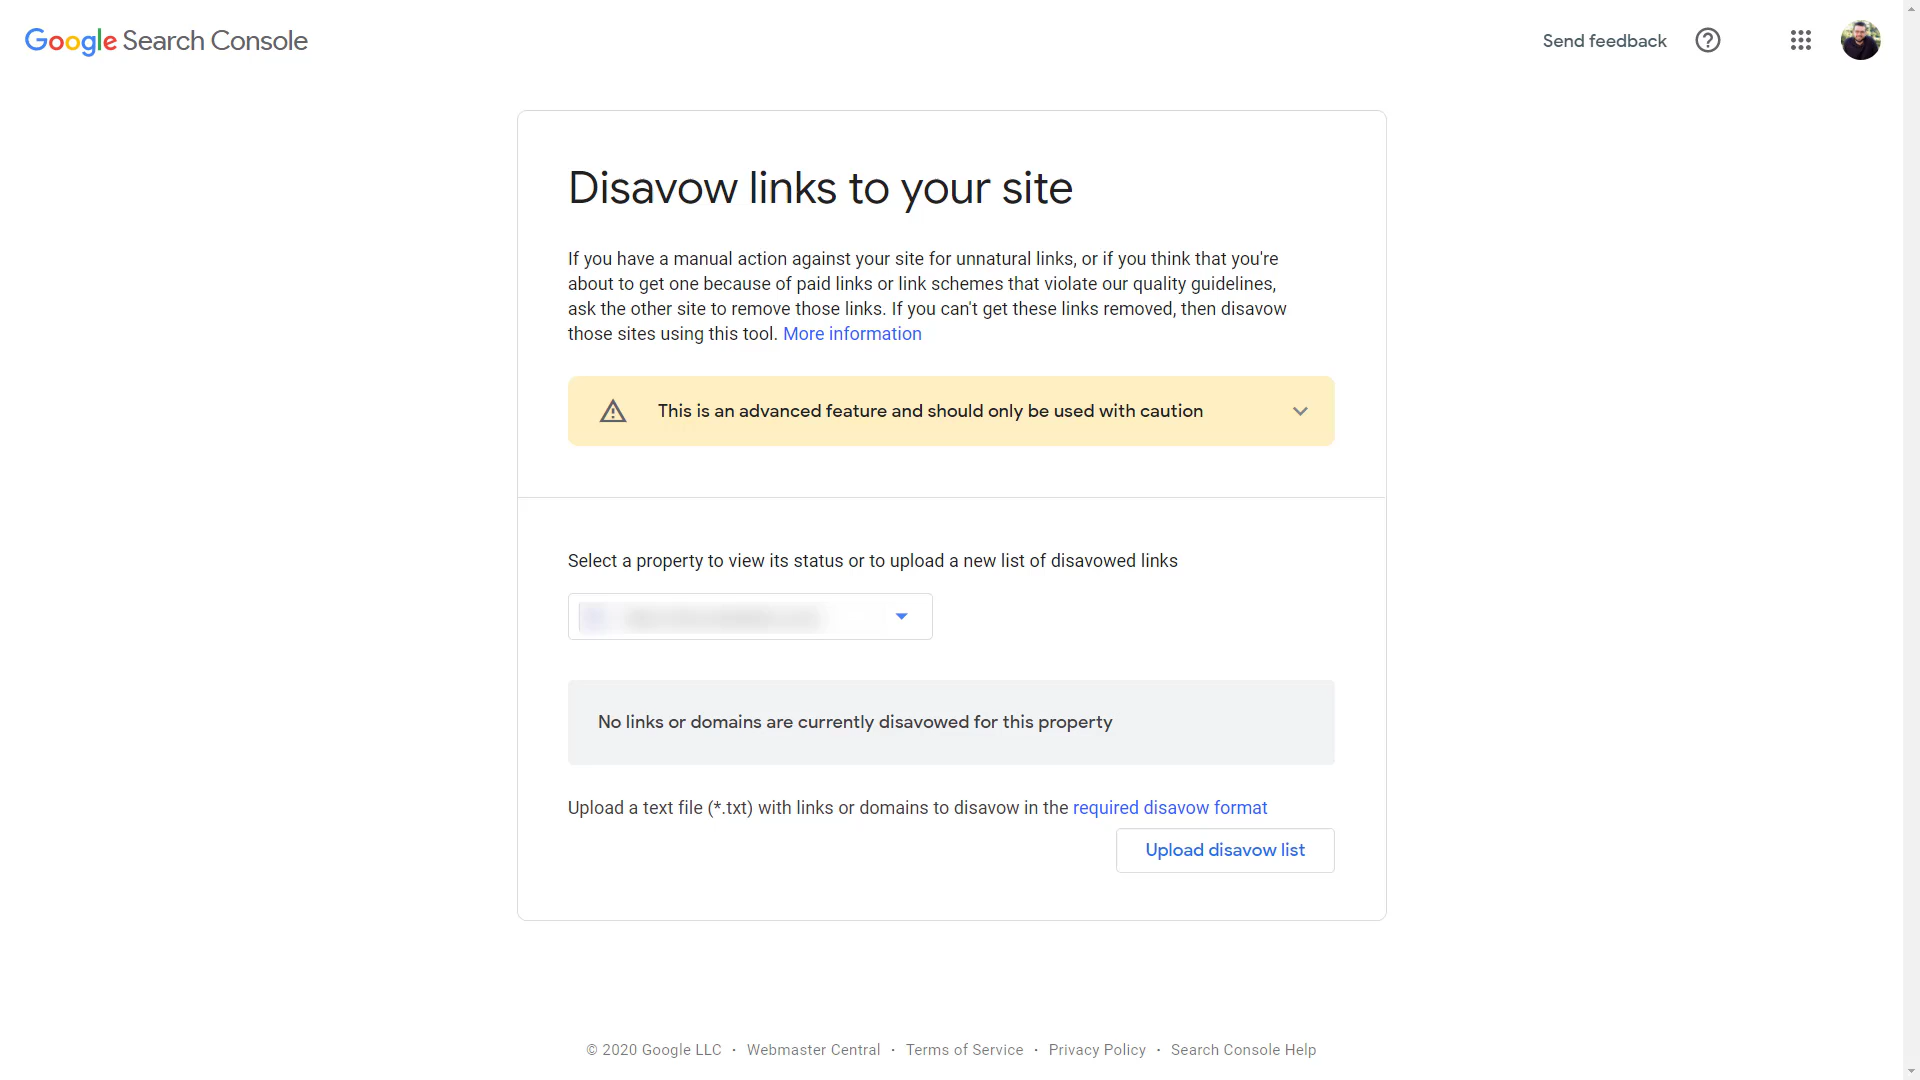 Google Search Console
Send feedback
Disavow links to your site
If you have a manual action against your site for unnatural links, or if you think that you're
about to get one because of paid links or link schemes that violate our quality guidelines,
ask the other site to remove those links. If you can't get these links removed, then disavow
those sites using this tool. More information
This is an advanced feature and should only be used with caution
Select a property to view its status or to upload a new list of disavowed links
No links or domains are currently disavowed for this property
Upload a text file (*.txt) with links or domains to disavow in the required disavow format
Upload disavow list
© 2020 Google LLC · Webmaster Central · Terms of Service · Privacy Policy · Search Console Help